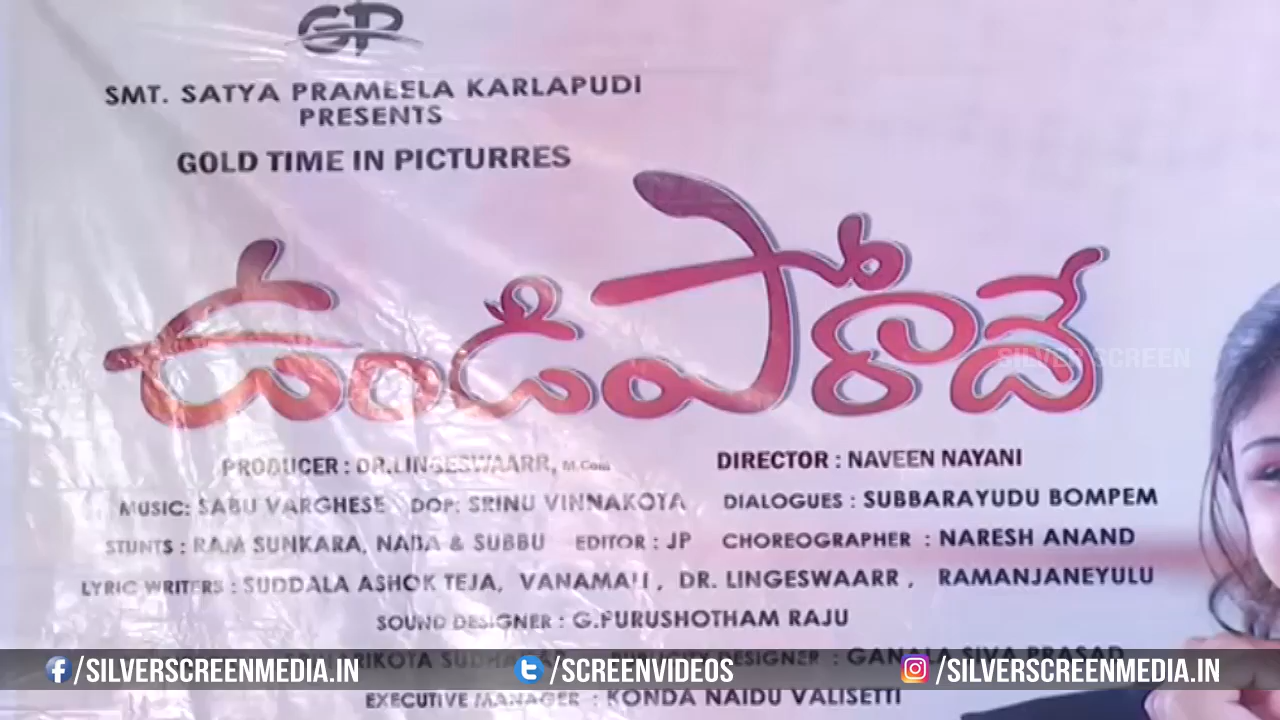 GP
SMT. SATYA PRAMEELA KARLAPUDI
PRESENTS
GOLD TIME IN PICTURRES
ఉండిపోరాదే
SILVER SCREEN
PRODUCER : DR.LINGESWAARR, M.Com
DIRECTOR : NAVEEN NAYANI
MUSIC: SABU VARGHESE DOP: SRINU VINNAKOTA DIALOGUES : SUBBARAYUDU BOMPEM
STUNTS : RAM SUNKARA, NABA & SUBBU EDITOR : JP CHOREOGRAPHER : NARESH ANAND
LYRIC WRITERS : SUDDALA ASHOK TEJA, VANAMALI , DR. LINGESWAARR , RAMANJANEYULU
SOUND DESIGNER : G.PURUSHOTHAM RAJU
DESIGNER : SIVA PRASAD
/SILVERSCREENMEDIA.IN /SCREENVIDEOS /SILVERSCREENMEDIA.IN
EXECUTIVE MANAGER : KONDA NAIDU VALISETTI